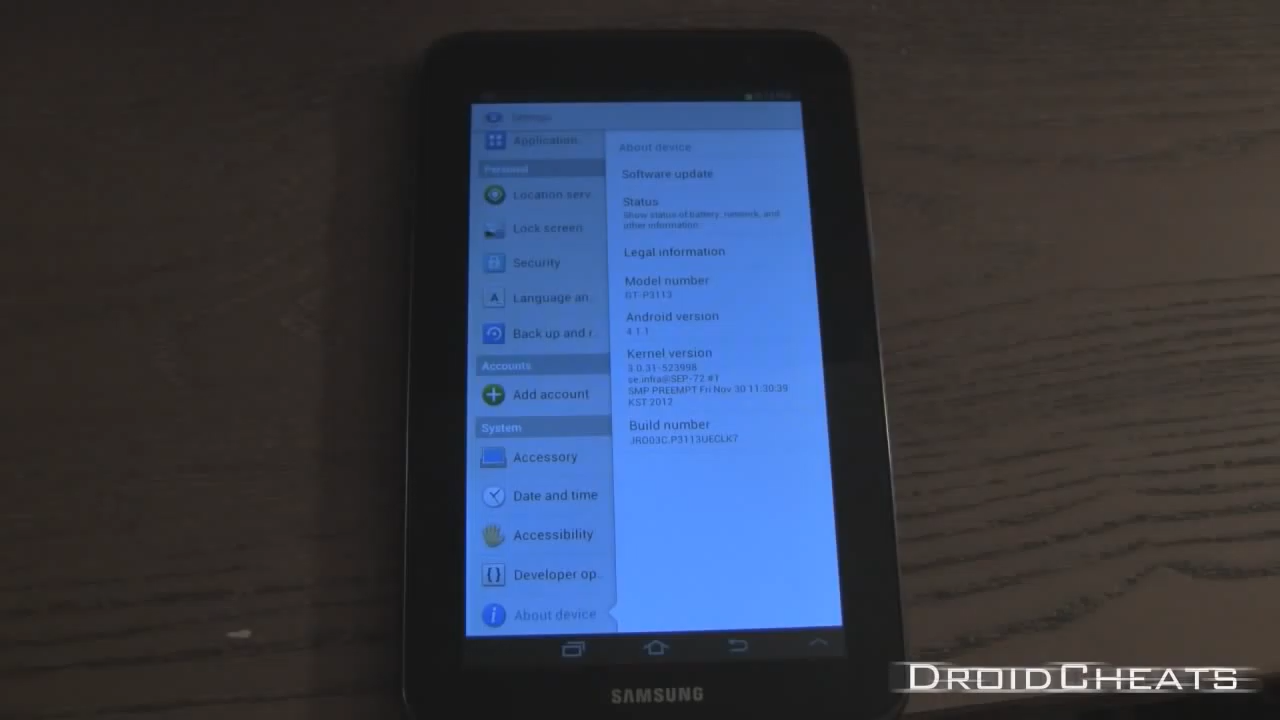 Settings
Application
Personal
Location serv
Lock screen
Security
Language an..
Back up and r..
Accounts
Add account
System
Accessory
Date and time
Accessibility
Developer op..
About device
About device
Software update
Status
Show status of battery, network, and
other information
Legal information
Model number
GT-P3113
Android version
4.1.1
Kernel version
3.0.31-523998
se.infra@SEP-72 #1
SMP PREEMPT Fri Nov 30 11:30:39
KST 2012
Build number
JRO03C.P3113UECLK7
SAMSUNG
DROIDCHEATS